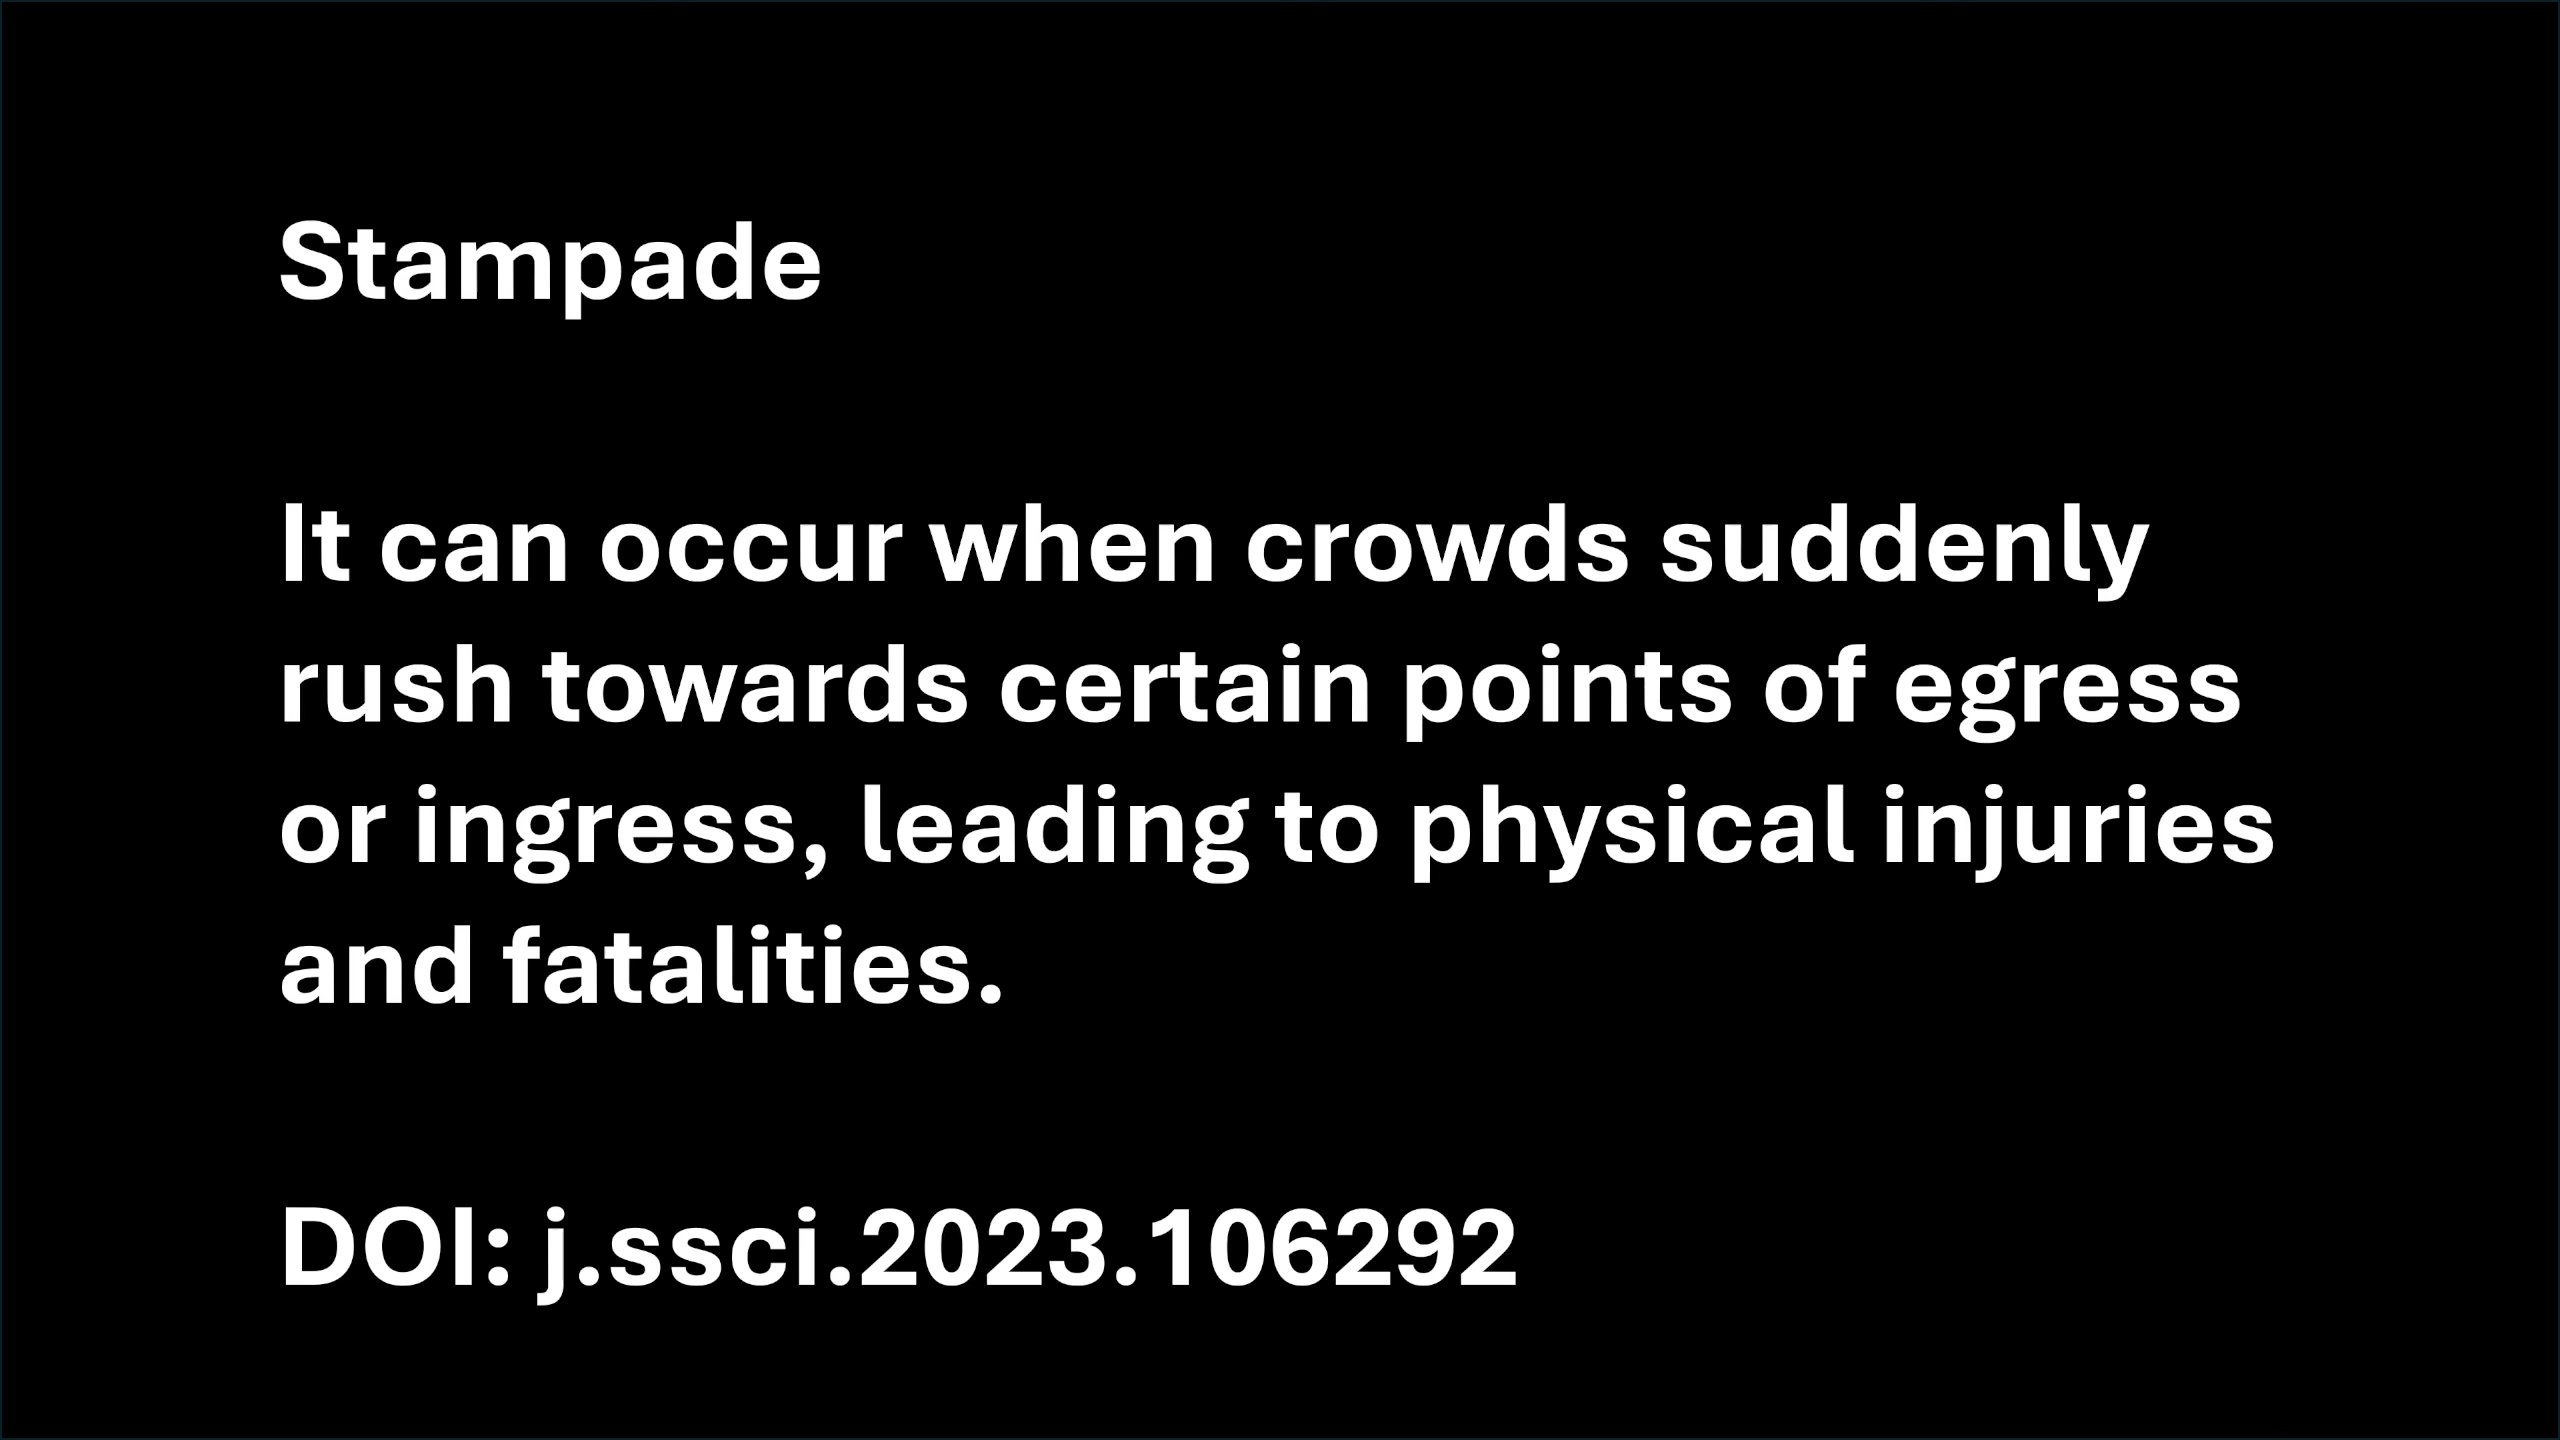 Stampade
It can occur when crowds suddenly
rush towards certain points of egress
or ingress, leading to physical injuries
and fatalities.
DOI: j.ssci.2023.106292